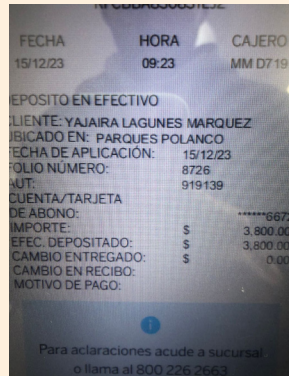 FECHA HORA CAJERO
15/12/23 09:23 MM D719
DEPOSITO EN EFECTIVO
CLIENTE: YAJAIRA LAGUNES MARQUEZ
UBICADO EN: PARQUES POLANCO
FECHA DE APLICACIÓN: 15/12/23
FOLIO NÚMERO: 8726
AUT: 919139
CUENTA/TARJETA
DE ABONO: ******6672
IMPORTE: $ 3,800.00
EFEC. DEPOSITADO: $ 3,800.00
CAMBIO ENTREGADO: $ 0.00
CAMBIO EN RECIBO:
MOTIVO DE PAGO:
Para aclaraciones acude a sucursal
o llama al 800 226 2663